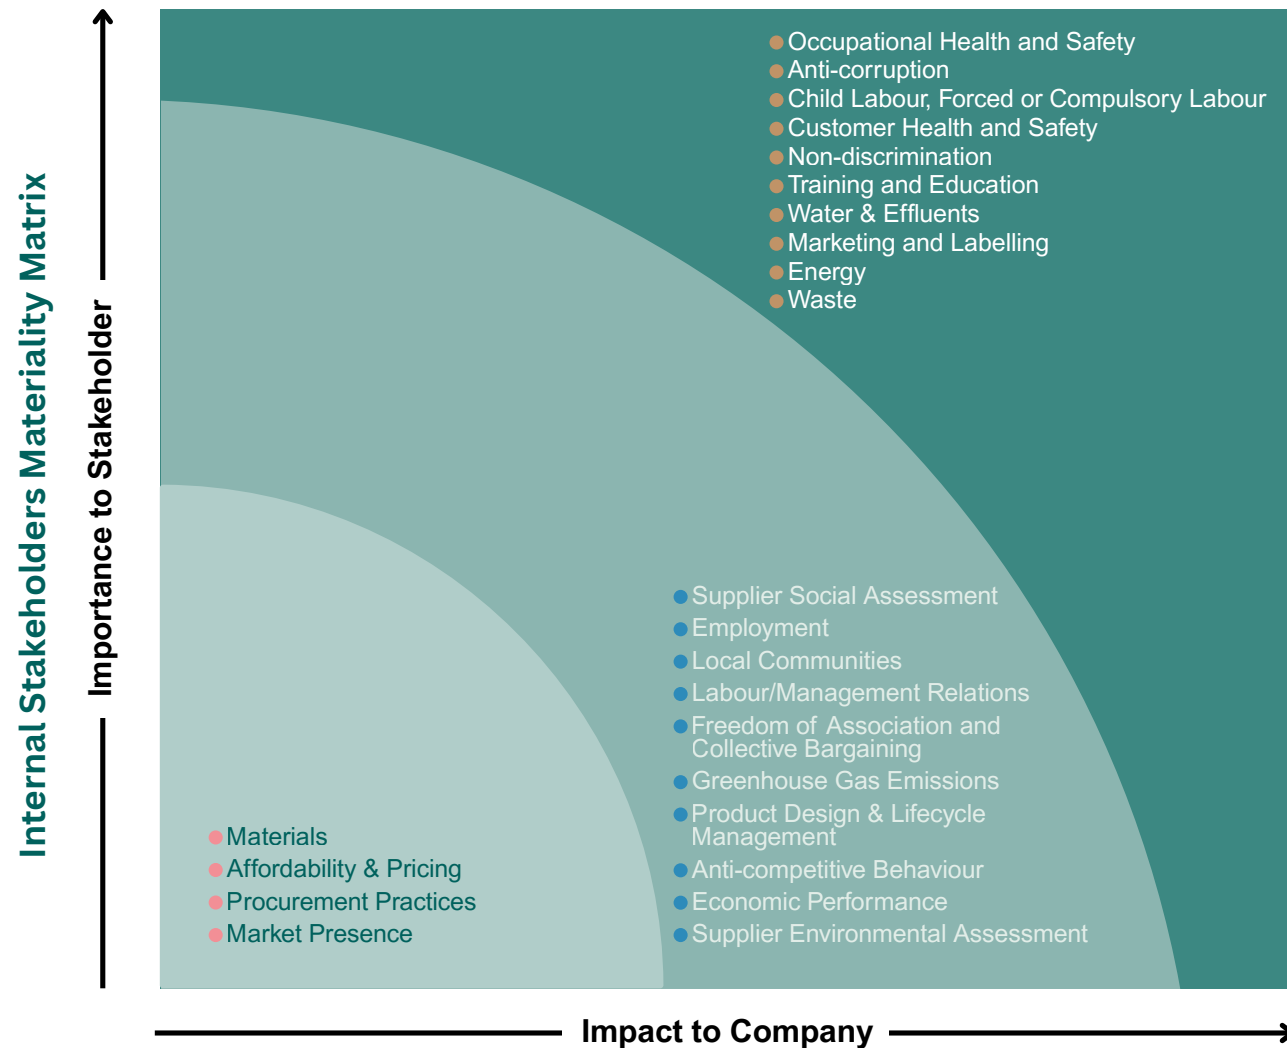 Internal Stakeholders Materiality Matrix
Importance to Stakeholder
Occupational Health and Safety
Anti-corruption
Child Labour, Forced or Compulsory Labour
Customer Health and Safety
Non-discrimination
Training and Education
Water & Effluents
Marketing and Labelling
Energy
Waste
Supplier Social Assessment
Employment
Local Communities
Labour/Management Relations
Freedom of Association and
Collective Bargaining
Greenhouse Gas Emissions
Product Design & Lifecycle
Management
Anti-competitive Behaviour
Economic Performance
Supplier Environmental Assessment
Materials
Affordability & Pricing
Procurement Practices
Market Presence
Impact to Company